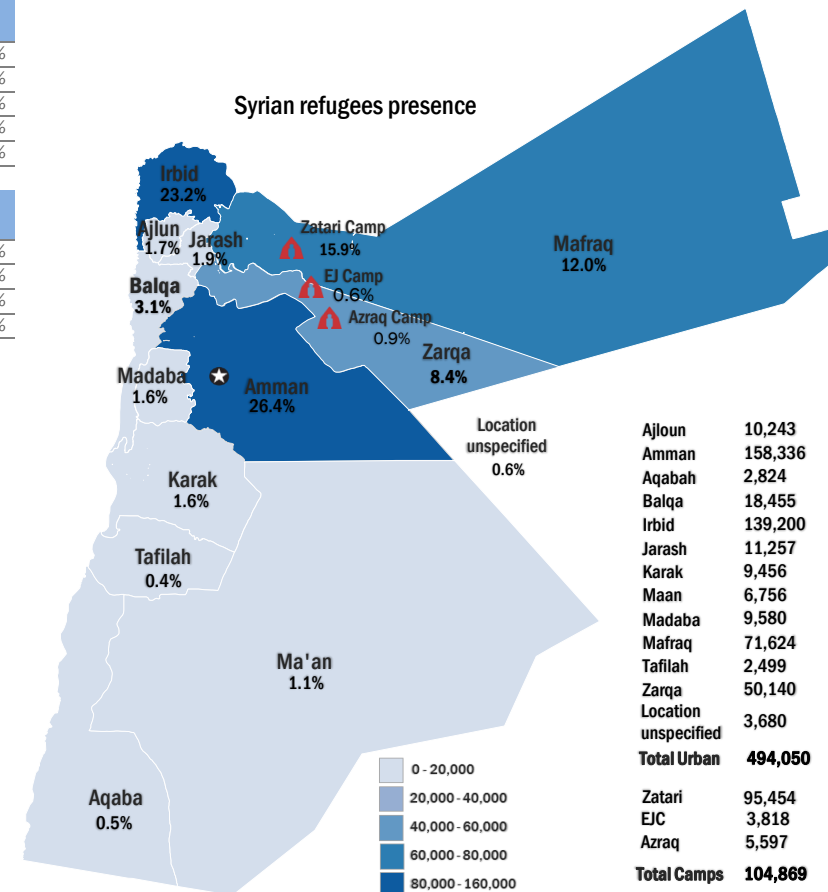 %
%
%
%
%
%
%
%
%
Syrian refugees presence
Irbid
23.2%
Ajlun
1.7%
Jarash
1.9%
Zatari Camp
15.9%
Mafraq
12.0%
EJ Camp
0.6%
Balqa
3.1%
Azraq Camp
0.9%
Zarqa
8.4%
Madaba
1.6%
Amman
26.4%
Location
unspecified
0.6%
Karak
1.6%
Tafilah
0.4%
Ma'an
1.1%
Aqaba
0.5%
0 - 20,000
20,000 - 40,000
40,000 - 60,000
60,000 - 80,000
80,000 - 160,000
Ajloun 10,243
Amman 158,336
Aqabah 2,824
Balqa 18,455
Irbid 139,200
Jarash 11,257
Karak 9,456
Maan 6,756
Madaba 9,580
Mafraq 71,624
Tafilah 2,499
Zarqa 50,140
Location
unspecified 3,680
Total Urban 494,050
Zatari 95,454
EJC 3,818
Azraq 5,597
Total Camps 104,869